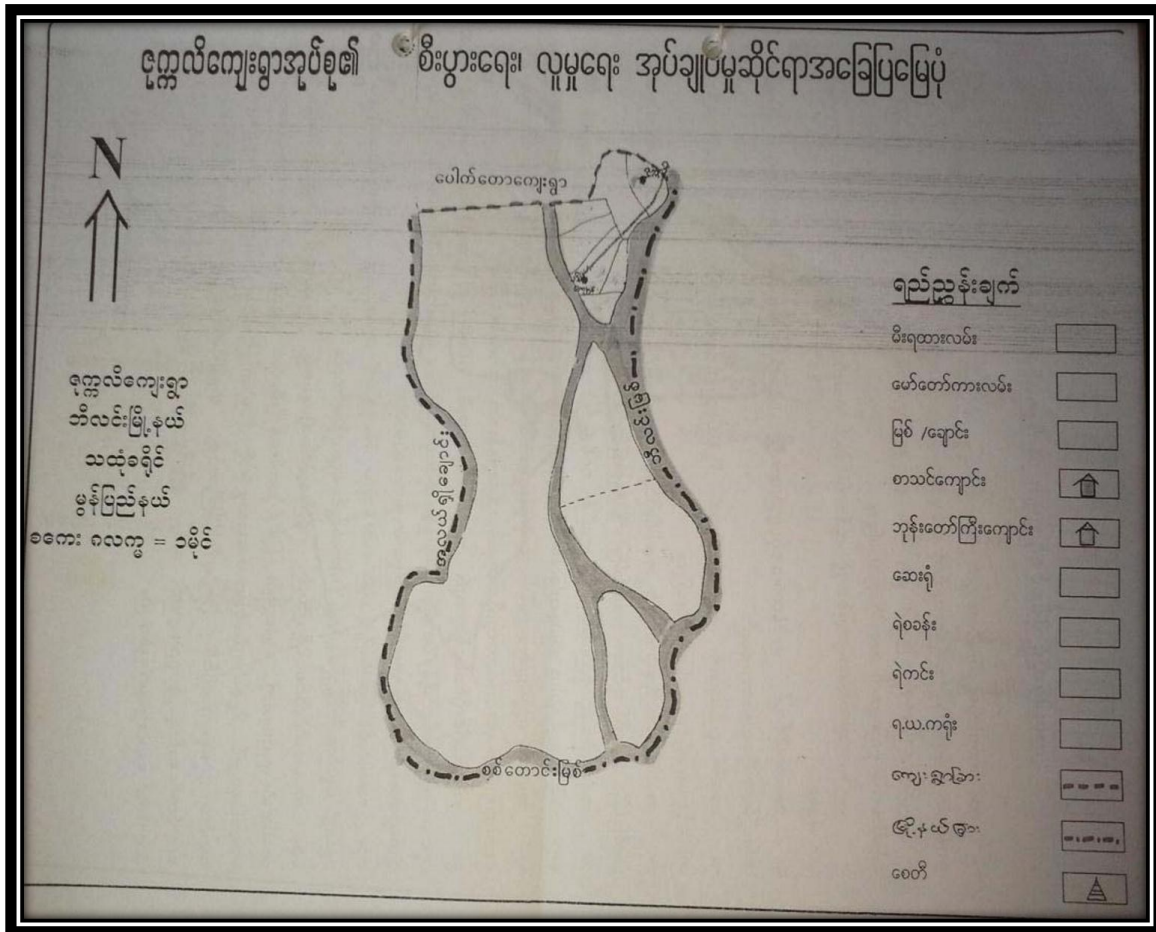 ဇုက္ကလိကျေးရွာအုပ်စု၏ စီးပွားရေး၊ လူမှုရေး အုပ်ချုပ်မှုဆိုင်ရာအခြေပြမြေပုံ
N
ပေါက်တောကျေးရွာ
ဇုက္ကလိကျေးရွာ
ဘီလင်းမြို့နယ်
သထုံခရိုင်
မွန်ပြည်နယ်
စကေး ၈လက္မ = ၁မိုင်
စစ်တောင်းမြစ်
ရည်ညွှန်းချက်
မီးရထားလမ်း
မော်တော်ကားလမ်း
မြစ် /ချောင်း
စာသင်ကျောင်း
ဘုန်းတော်ကြီးကျောင်း
ဆေးရုံ
ရဲစခန်း
ရဲကင်း
ရ.ယ.ကရုံး
ကျေးရွာခြား
မြို့နယ်ခြား
စေတီ